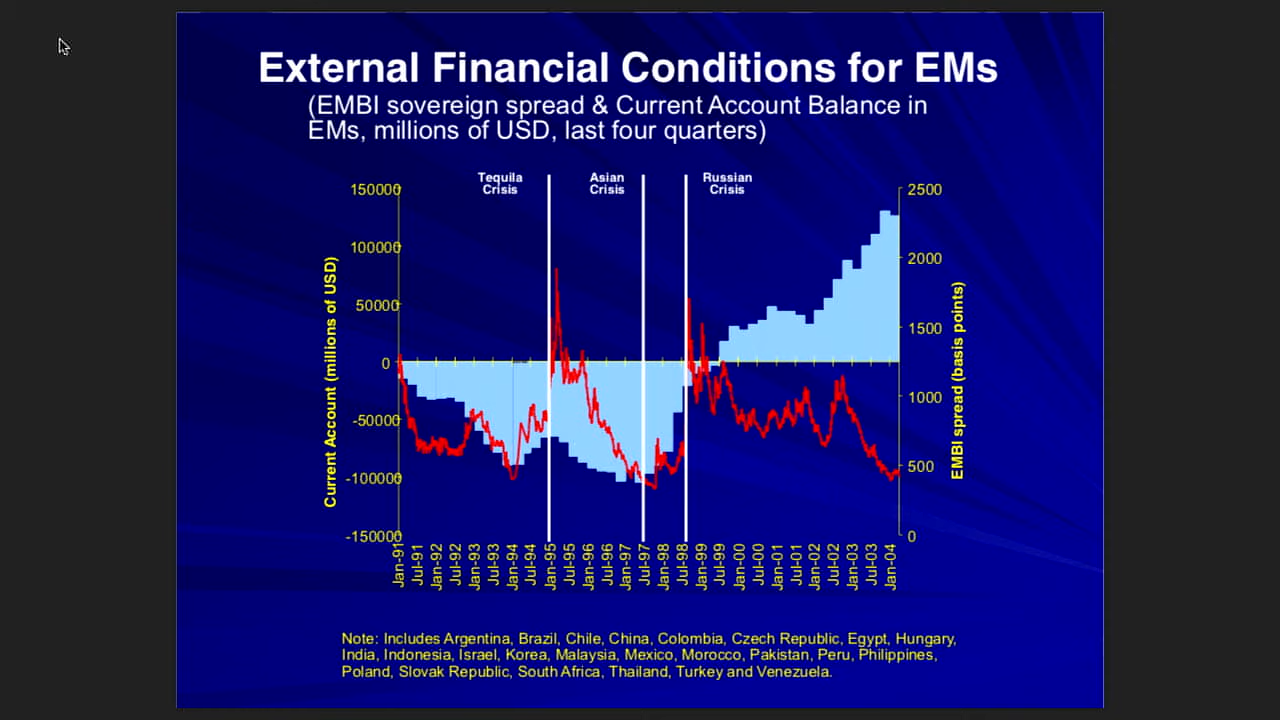 External Financial Conditions for EMs
(EMBI sovereign spread & Current Account Balance in
EMs, millions of USD, last four quarters)
Tequila
Crisis
Asian
Crisis
Russian
Crisis
Current Account (millions of USD)
150000
100000
50000
0
-50000
-100000
-150000
2500
2000
1500
1000
500
0
EMBI spread (basis points)
Jan-91
Jul-91
Jan-92
Jul-92
Jan-93
Jul-93
Jan-94
Jul-94
Jan-95
Jul-95
Jan-96
Jul-96
Jan-97
Jul-97
Jan-98
Jul-98
Jan-99
Jul-99
Jan-00
Jul-00
Jan-01
Jul-01
Jan-02
Jul-02
Jan-03
Jul-03
Jan-04
Note: Includes Argentina, Brazil, Chile, China, Colombia, Czech Republic, Egypt, Hungary,
India, Indonesia, Israel, Korea, Malaysia, Mexico, Morocco, Pakistan, Peru, Philippines,
Poland, Slovak Republic, South Africa, Thailand, Turkey and Venezuela.